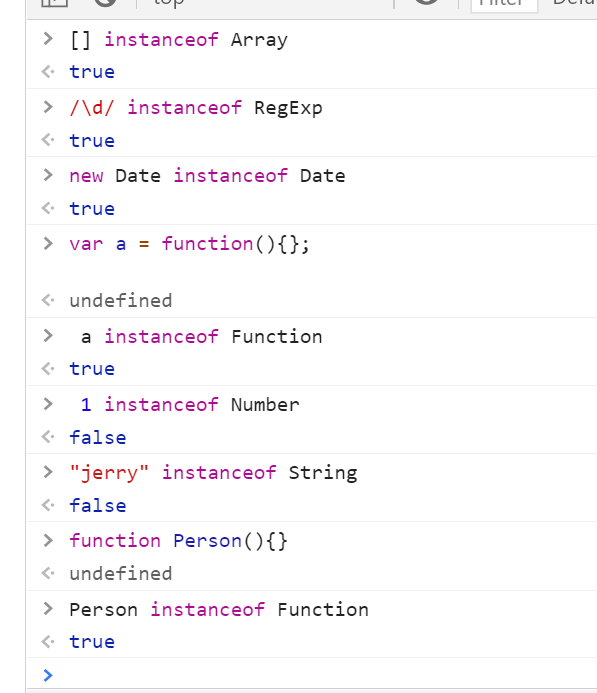 top Filter Defau
> [] instanceof Array
<· true
> /\d/ instanceof RegExp
<· true
> new Date instanceof Date
<· true
> var a = function(){};
<· undefined
> a instanceof Function
<· true
> 1 instanceof Number
<· false
> "jerry" instanceof String
<· false
> function Person(){}
<· undefined
> Person instanceof Function
<· true
>